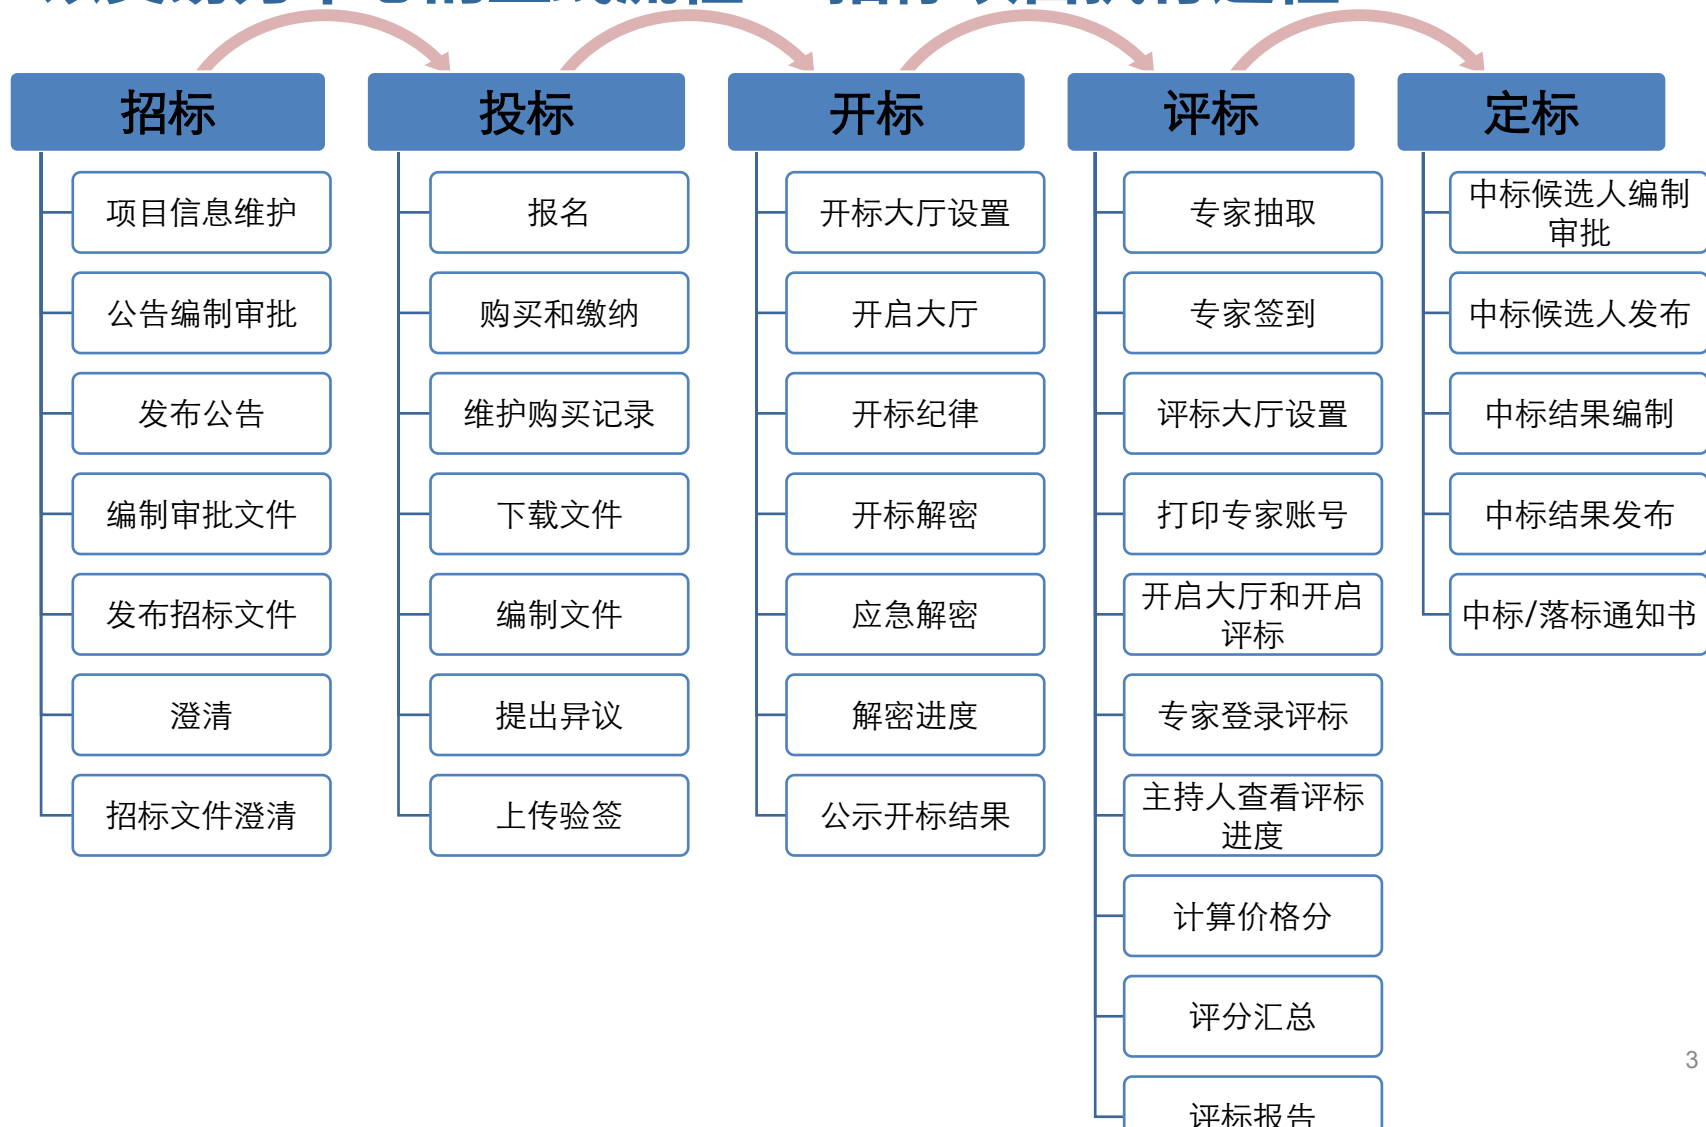 招标
项目信息维护
公告编制审批
发布公告
编制审批文件
发布招标文件
澄清
招标文件澄清
投标
报名
购买和缴纳
维护购买记录
下载文件
编制文件
提出异议
上传验签
开标
开标大厅设置
开启大厅
开标纪律
开标解密
应急解密
解密进度
公示开标结果
评标
专家抽取
专家签到
评标大厅设置
打印专家账号
开启大厅和开启
评标
专家登录评标
主持人查看评标
进度
计算价格分
评分汇总
评标报告
定标
中标候选人编制
审批
中标候选人发布
中标结果编制
中标结果发布
中标/落标通知书
3